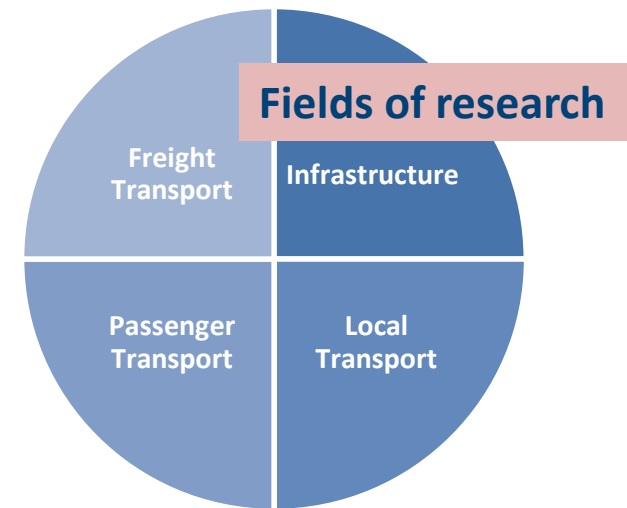 Fields of research
Freight
Transport
Infrastructure
Passenger
Transport
Local
Transport